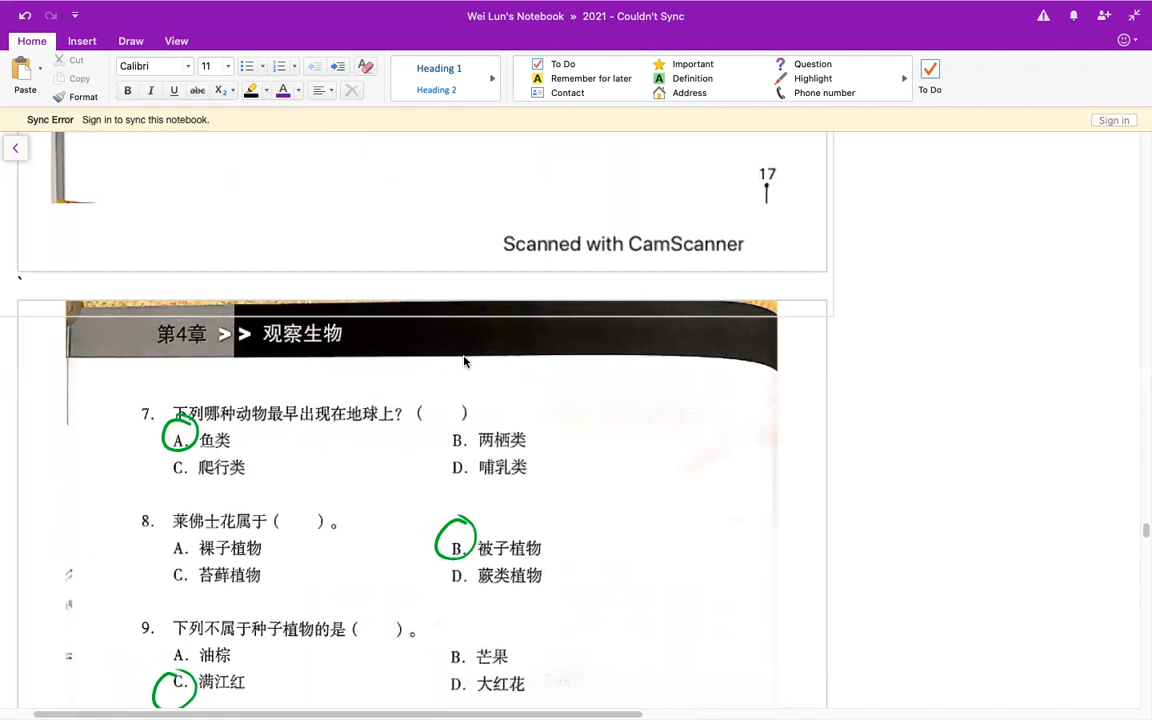 Wei Lun's Notebook » 2021 - Couldn't Sync
Home Insert Draw View
Paste
Cut
Copy
Format
Calibri 11
B I U abc X₂ A
Heading 1
Heading 2
To Do
Remember for later
Contact
Important
Definition
Address
Question
Highlight
Phone number
To Do
Sync Error Sign in to sync this notebook. Sign in
17
Scanned with CamScanner
第4章 >> 观察生物
7. 下列哪种动物最早出现在地球上？（ ）
A. 鱼类 B. 两栖类
C. 爬行类 D. 哺乳类
8. 莱佛士花属于（ ）。
A. 裸子植物 B. 被子植物
C. 苔藓植物 D. 蕨类植物
9. 下列不属于种子植物的是（ ）。
A. 油棕 B. 芒果
C. 满江红 D. 大红花